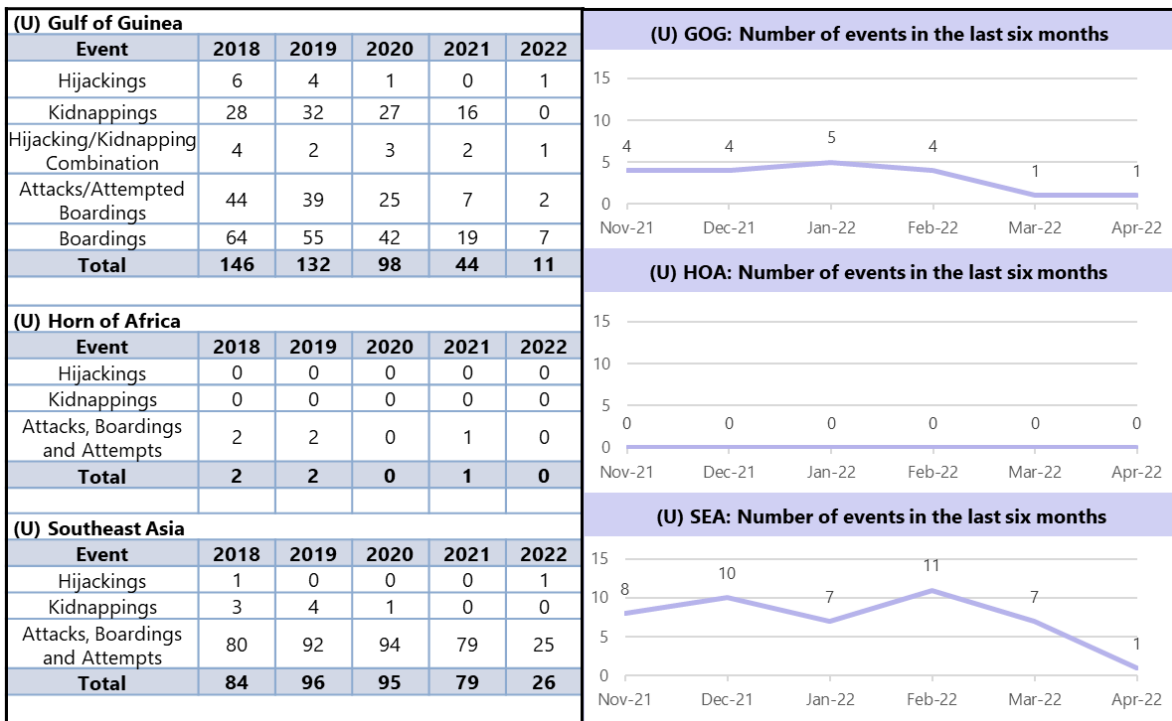 (U) Gulf of Guinea
Event 2018 2019 2020 2021 2022
Hijackings 6 4 1 0 1
Kidnappings 28 32 27 16 0
Hijacking/Kidnapping
Combination 4 2 3 2 1
Attacks/Attempted
Boardings 44 39 25 7 2
Boardings 64 55 42 19 7
Total 146 132 98 44 11
(U) Horn of Africa
Event 2018 2019 2020 2021 2022
Hijackings 0 0 0 0 0
Kidnappings 0 0 0 0 0
Attacks, Boardings
and Attempts 2 2 0 1 0
Total 2 2 0 1 0
(U) Southeast Asia
Event 2018 2019 2020 2021 2022
Hijackings 1 0 0 0 1
Kidnappings 3 4 1 0 0
Attacks, Boardings
and Attempts 80 92 94 79 25
Total 84 96 95 79 26
(U) GOG: Number of events in the last six months
15
10
5
0
4 4 5 4 1 1
Nov-21 Dec-21 Jan-22 Feb-22 Mar-22 Apr-22
(U) HOA: Number of events in the last six months
15
10
5
0
0 0 0 0 0 0
Nov-21 Dec-21 Jan-22 Feb-22 Mar-22 Apr-22
(U) SEA: Number of events in the last six months
15
10
5
0
8 10 7 11 7 1
Nov-21 Dec-21 Jan-22 Feb-22 Mar-22 Apr-22